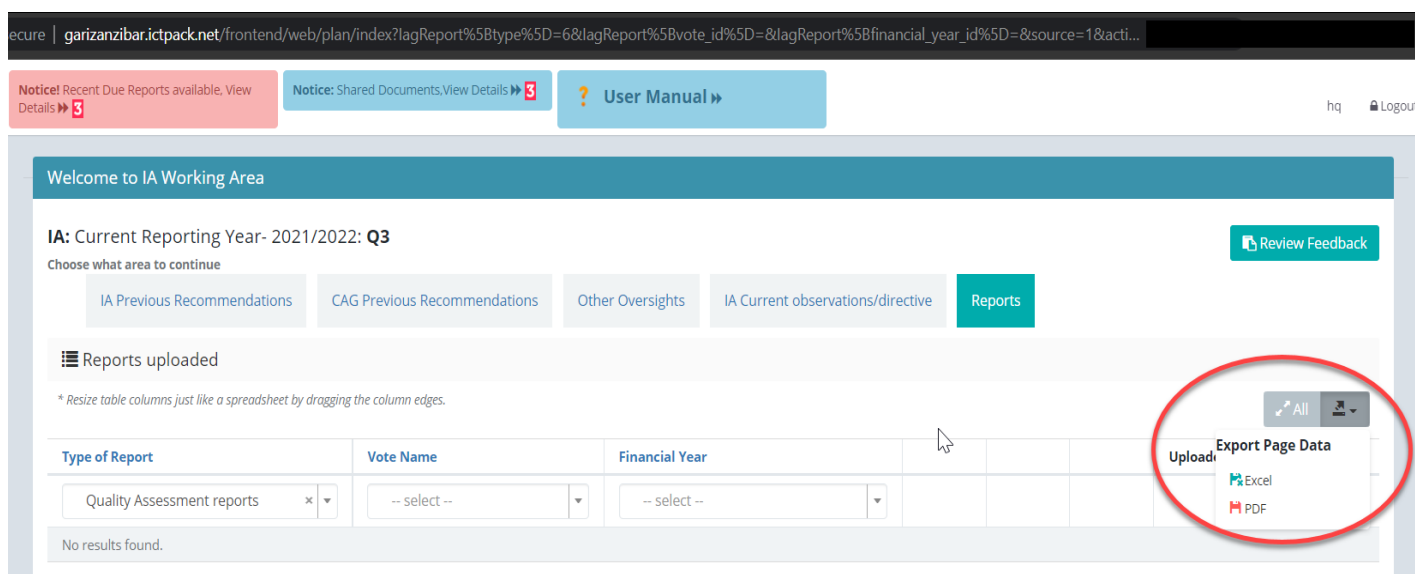 ecure | garizanzibar.ictpack.net/frontend/web/plan/index?IagReport%5Btype%5D=6&IagReport%5Bvote_id%5D=&IagReport%5Bfinancial_year_id%5D=&source=1&acti...
Notice! Recent Due Reports available, View
Details 3
Notice: Shared Documents,View Details 3
? User Manual
hq
Logout
Welcome to IA Working Area
IA: Current Reporting Year- 2021/2022: Q3
Review Feedback
Choose what area to continue
IA Previous Recommendations
CAG Previous Recommendations
Other Oversights
IA Current observations/directive
Reports
Reports uploaded
* Resize table columns just like a spreadsheet by dragging the column edges.
All
Export Page Data
Type of Report
Vote Name
Financial Year
Uploade
Excel
Quality Assessment reports ×
-- select --
-- select --
PDF
No results found.